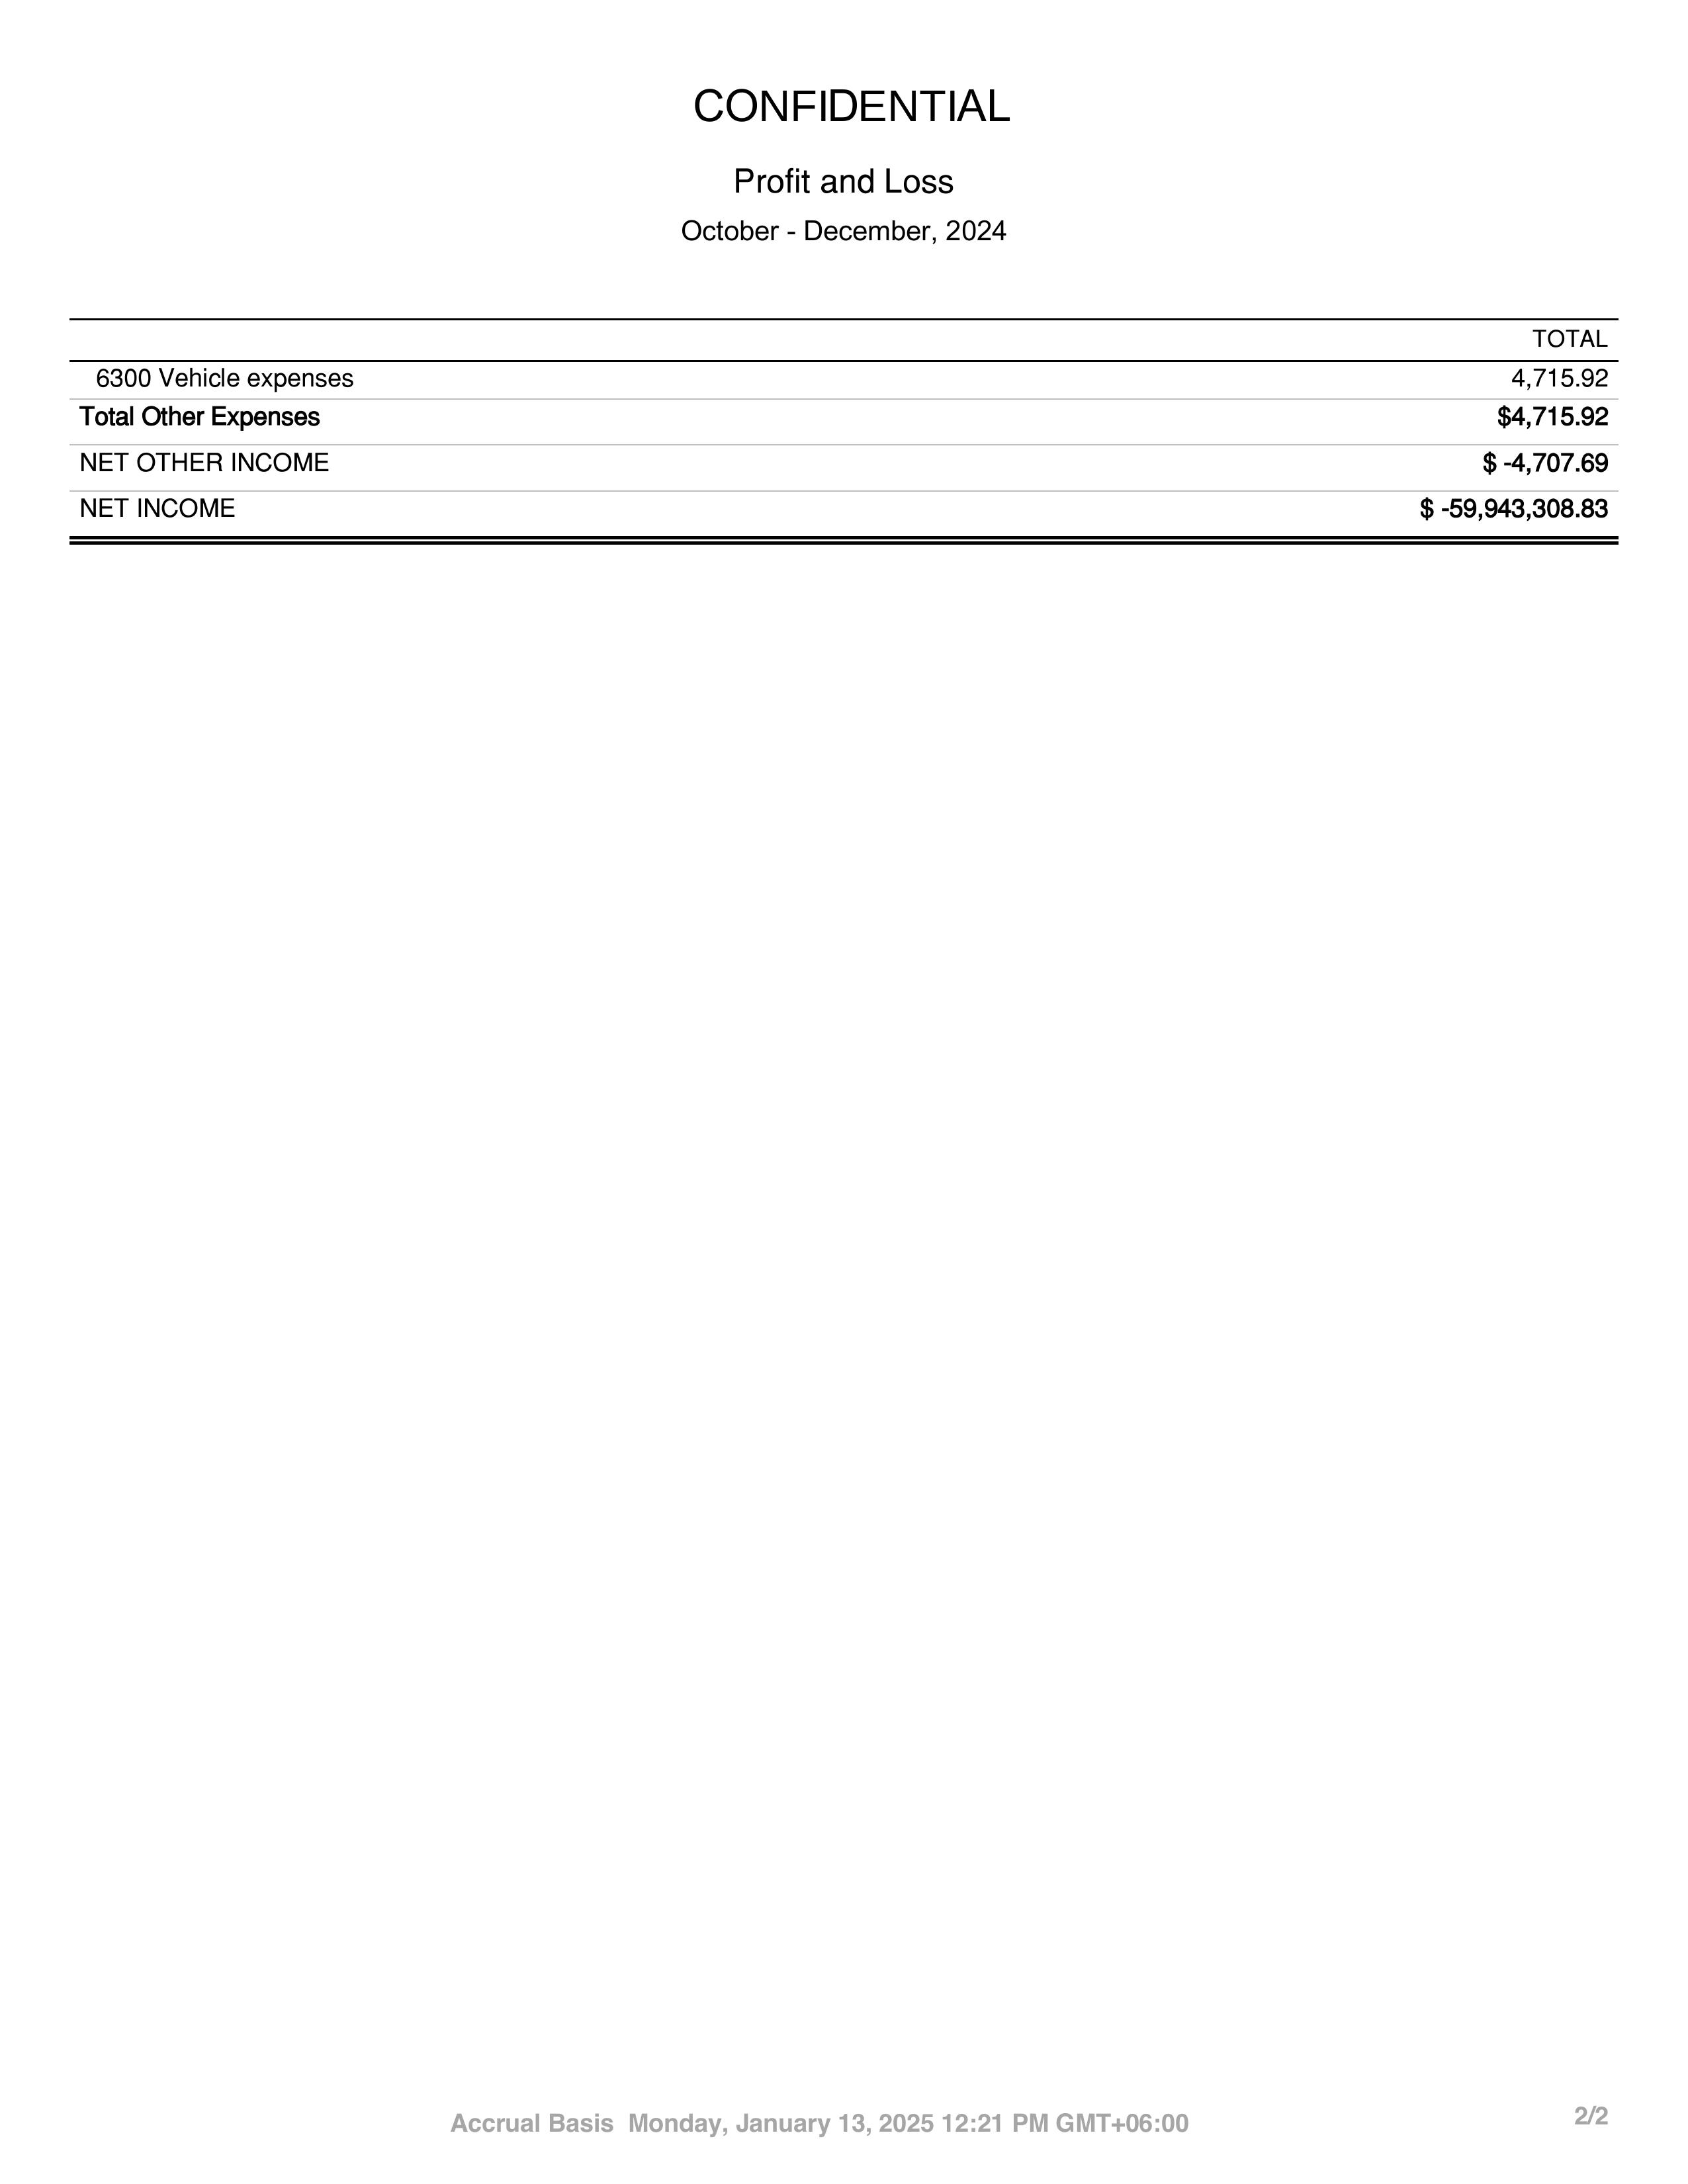 CONFIDENTIAL
Profit and Loss
October - December, 2024
TOTAL
6300 Vehicle expenses 4,715.92
Total Other Expenses $4,715.92
NET OTHER INCOME $ -4,707.69
NET INCOME $ -59,943,308.83
Accrual Basis  Monday, January 13, 2025 12:21 PM GMT+06:00 2/2